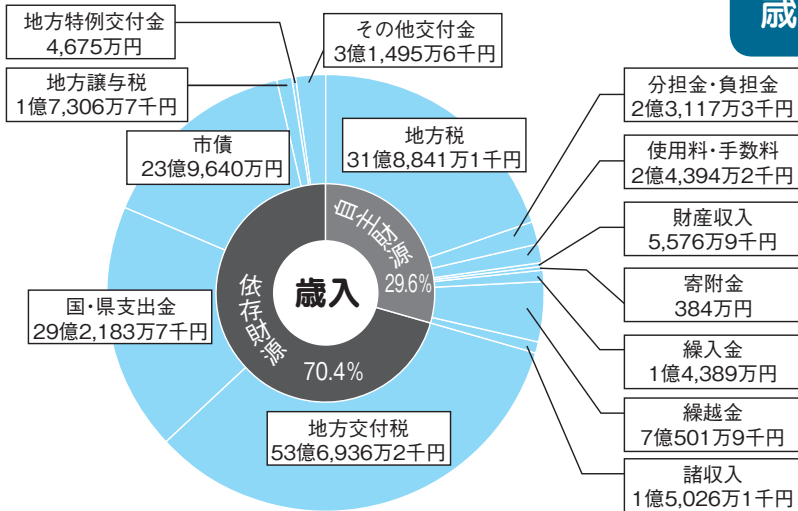 歳
地方特例交付金
4,675万円
その他交付金
3億1,495万6千円
地方譲与税
1億7,306万7千円
市債
23億9,640万円
地方税
31億8,841万1千円
分担金・負担金
2億3,117万3千円
使用料・手数料
2億4,394万2千円
財産収入
5,576万9千円
寄附金
384万円
繰入金
1億4,389万円
繰越金
7億501万9千円
諸収入
1億5,026万1千円
自主財源
29.6%
歳入
依存財源
70.4%
国・県支出金
29億2,183万7千円
地方交付税
53億6,936万2千円